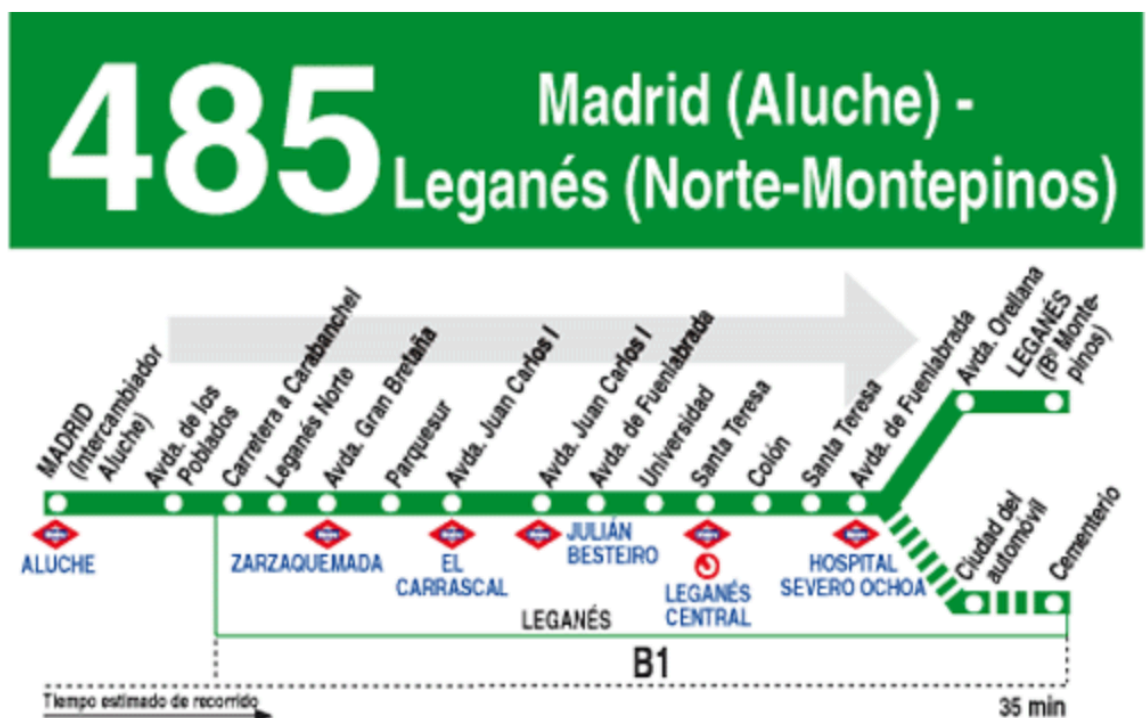 485
Madrid (Aluche) -
Leganés (Norte-Montepinos)
MADRID
(Intercambiador
Aluche)
Avda. de los
Poblados
Carretera a Carabanchel
Leganés Norte
Avda. Gran Bretaña
Parquesur
Avda. Juan Carlos I
Avda. Juan Carlos I
Avda. de Fuenlabrada
Universidad
Santa Teresa
Colón
Santa Teresa
Avda. de Fuenlabrada
Avda. Orellana
LEGANÉS
(Bº Monte-
pinos)
Ciudad del
automóvil
Cementerio
ALUCHE
ZARZAQUEMADA
EL
CARRASCAL
JULIÁN
BESTEIRO
LEGANÉS
CENTRAL
HOSPITAL
SEVERO OCHOA
LEGANÉS
B1
Tiempo estimado de recorrido
35 min